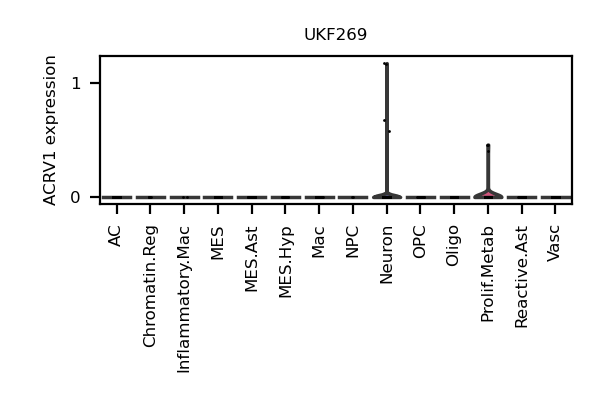 UKF269
ACRV1 expression
1
0
AC
Chromatin.Reg
Inflammatory.Mac
MES
MES.Ast
MES.Hyp
Mac
NPC
Neuron
OPC
Oligo
Prolif.Metab
Reactive.Ast
Vasc